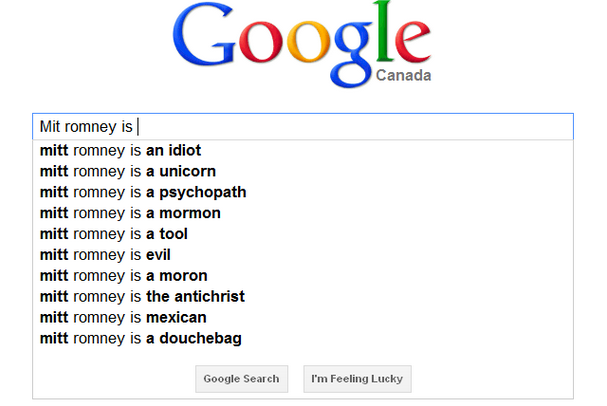 Google
Canada
Mit romney is
mitt romney is an idiot
mitt romney is a unicorn
mitt romney is a psychopath
mitt romney is a mormon
mitt romney is a tool
mitt romney is evil
mitt romney is a moron
mitt romney is the antichrist
mitt romney is mexican
mitt romney is a douchebag
Google Search I'm Feeling Lucky